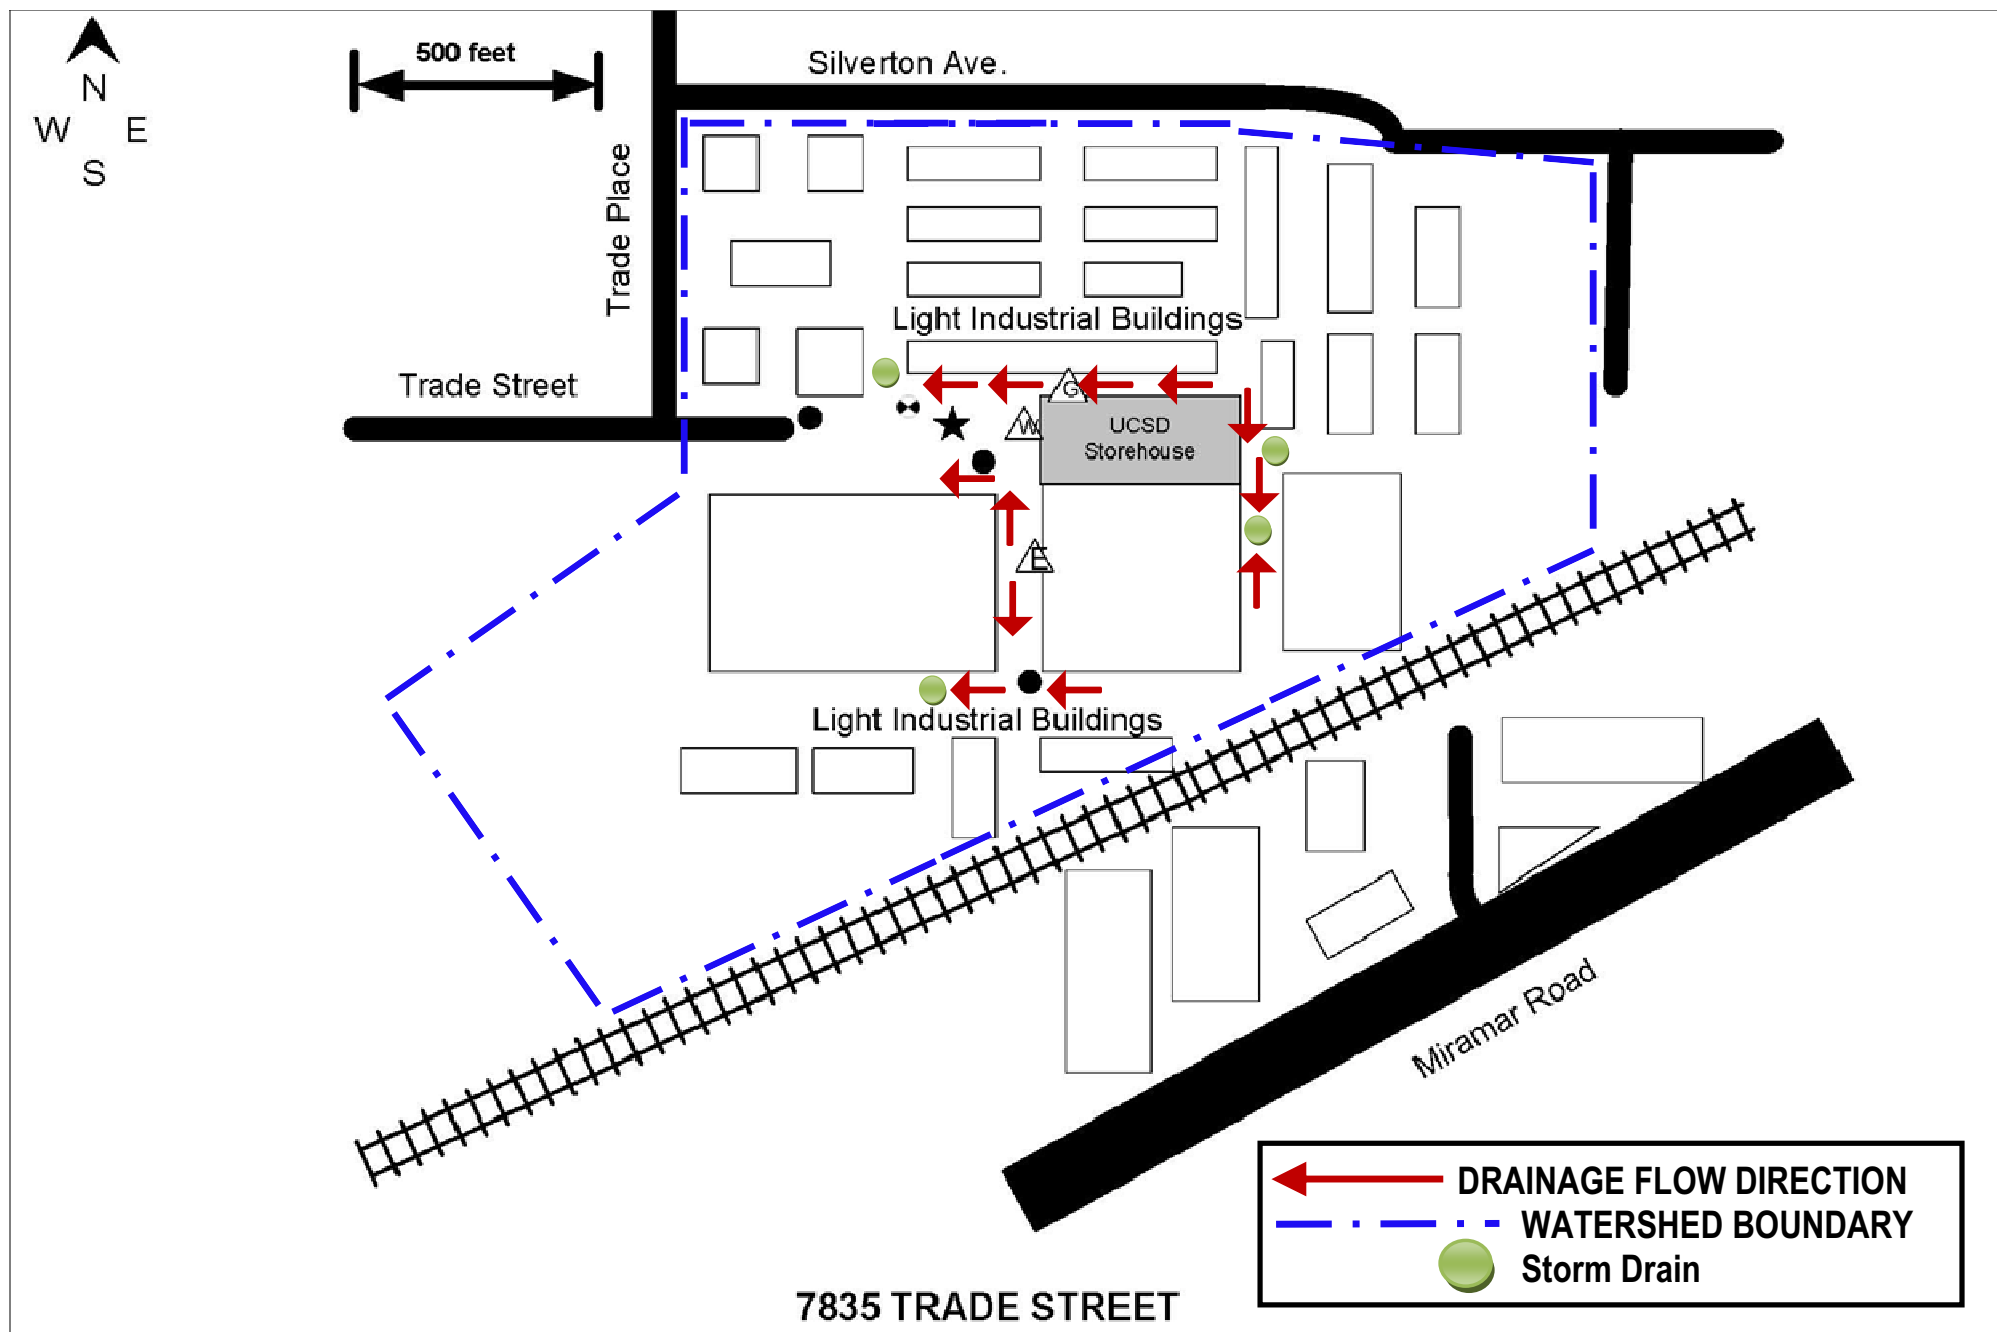 500 feet
Silverton Ave.
N
W E
S
Trade Place
Light Industrial Buildings
Trade Street
G
W
UCSD
Storehouse
E
Light Industrial Buildings
Miramar Road
DRAINAGE FLOW DIRECTION
WATERSHED BOUNDARY
Storm Drain
7835 TRADE STREET